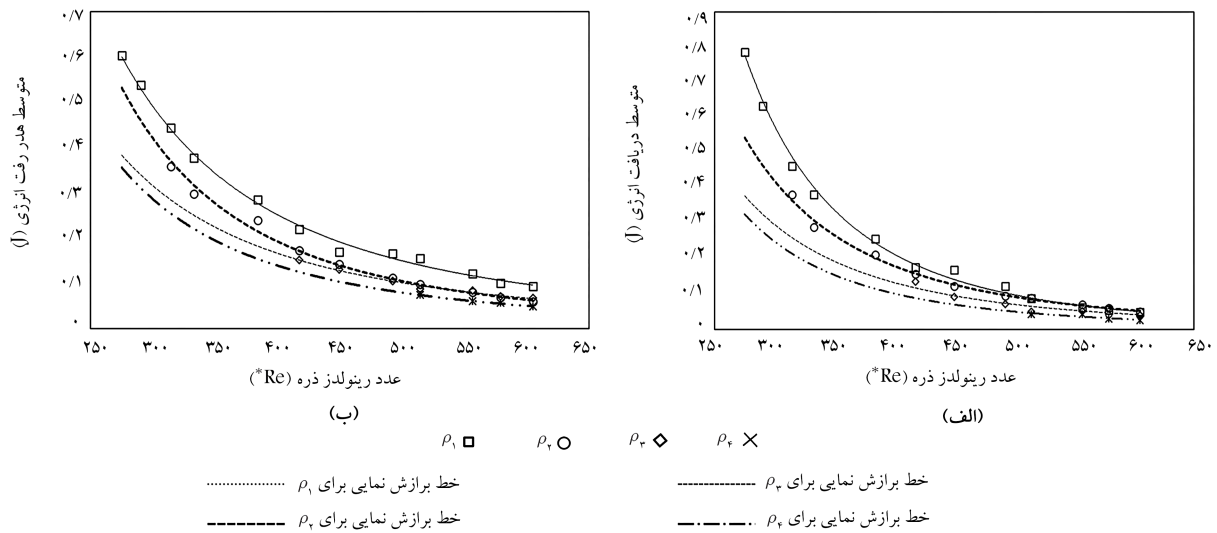 ۰/۹
۰/۸
۰/۷
۰/۶
۰/۵
۰/۴
۰/۳
۰/۲
۰/۱
۰
متوسط دریافت انرژی (J)
۲۵۰ ۳۰۰ ۳۵۰ ۴۰۰ ۴۵۰ ۵۰۰ ۵۵۰ ۶۰۰ ۶۵۰
عدد رینولدز ذره (Re*)
(الف)
۰/۷
۰/۶
۰/۵
۰/۴
۰/۳
۰/۲
۰/۱
۰
متوسط هدر رفت انرژی (J)
۲۵۰ ۳۰۰ ۳۵۰ ۴۰۰ ۴۵۰ ۵۰۰ ۵۵۰ ۶۰۰ ۶۵۰
عدد رینولدز ذره (Re*)
(ب)
ρ۱ ρ۲ ρ۳ ρ۴
خط برازش نمایی برای ρ۱
خط برازش نمایی برای ρ۳
خط برازش نمایی برای ρ۲
خط برازش نمایی برای ρ۴